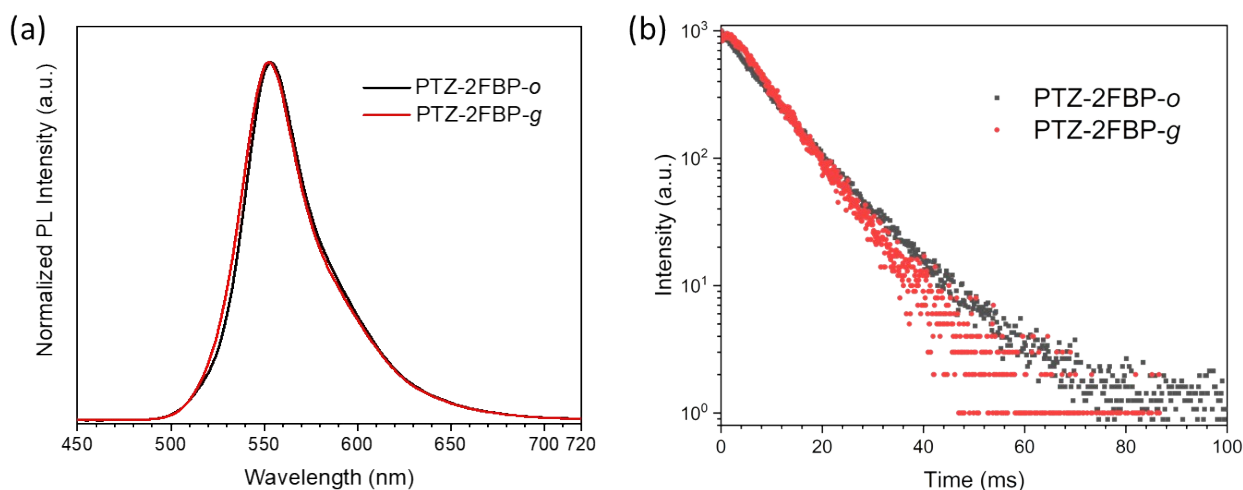 (a)
Normalized PL Intensity (a.u.)
PTZ-2FBP-o
PTZ-2FBP-g
450 500 550 600 650 700 720
Wavelength (nm)
(b)
Intensity (a.u.)
10³
10²
10¹
10⁰
PTZ-2FBP-o
PTZ-2FBP-g
0 20 40 60 80 100
Time (ms)